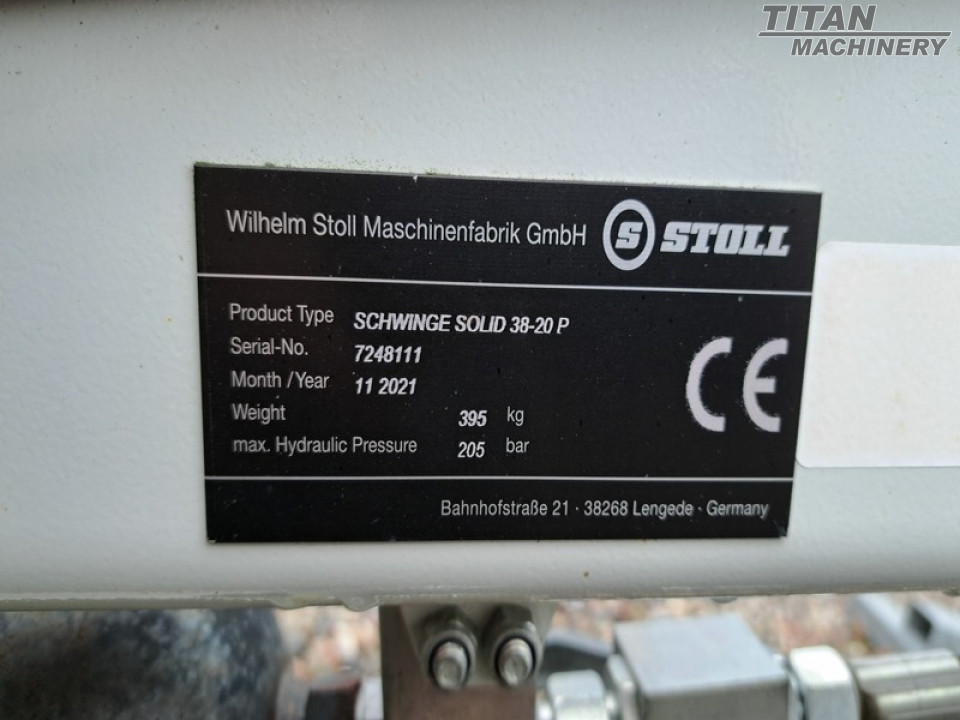 TITAN
MACHINERY
Wilhelm Stoll Maschinenfabrik GmbH S STOLL
Product Type SCHWINGE SOLID 38-20 P
Serial-No. 7248111
Month / Year 11 2021
Weight 395 kg
max. Hydraulic Pressure 205 bar
CE
Bahnhofstraße 21 · 38268 Lengede · Germany